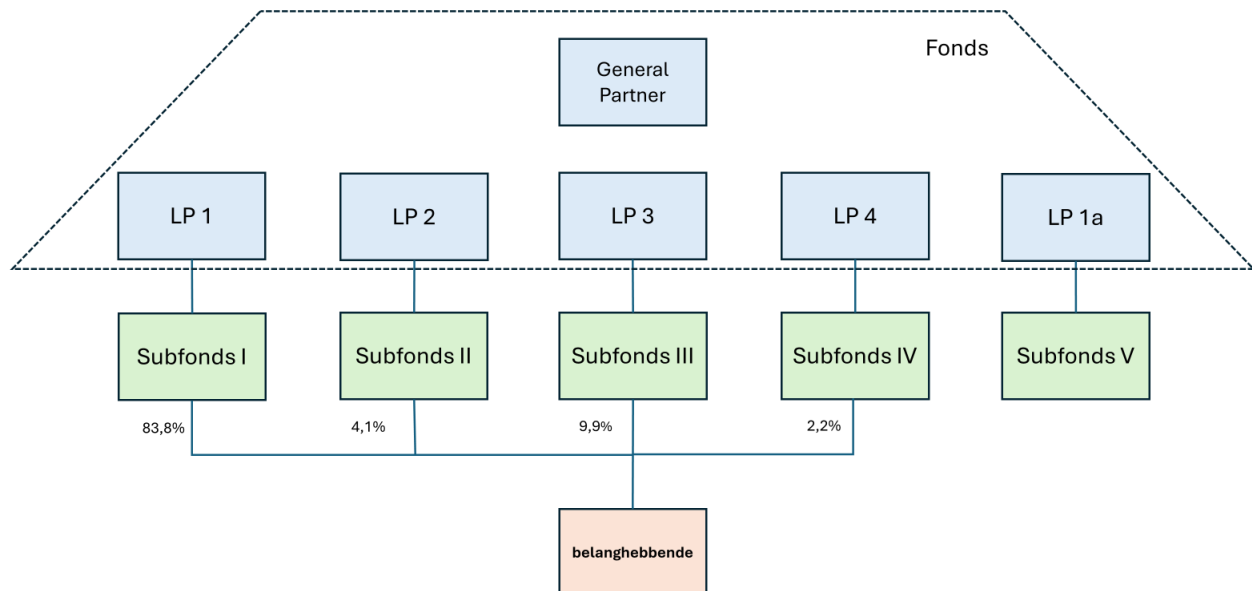 Fonds
General
Partner
LP 1
LP 2
LP 3
LP 4
LP 1a
Subfonds I
Subfonds II
Subfonds III
Subfonds IV
Subfonds V
83,8%
4,1%
9,9%
2,2%
belanghebbende